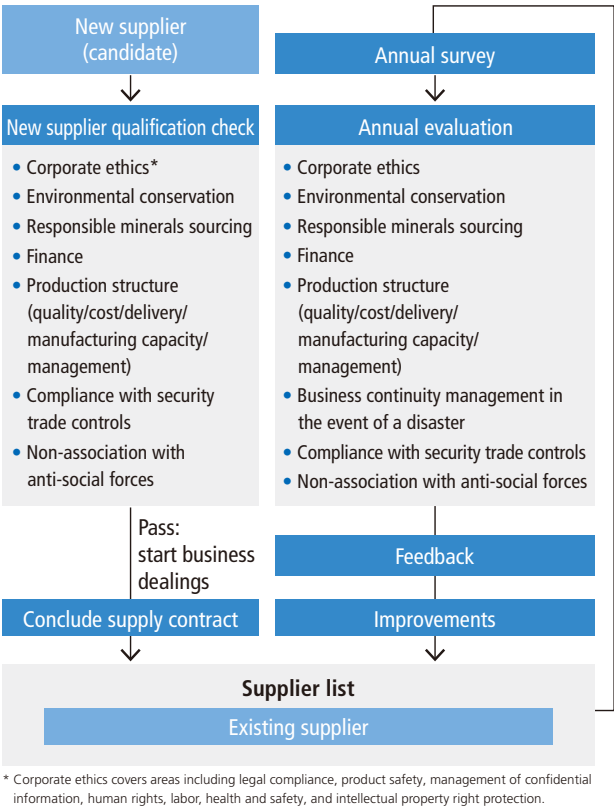 New supplier
(candidate)
New supplier qualification check
• Corporate ethics*
• Environmental conservation
• Responsible minerals sourcing
• Finance
• Production structure
(quality/cost/delivery/
manufacturing capacity/
management)
• Compliance with security
trade controls
• Non-association with
anti-social forces
Pass:
start business
dealings
Conclude supply contract
Annual survey
Annual evaluation
• Corporate ethics
• Environmental conservation
• Responsible minerals sourcing
• Finance
• Production structure
(quality/cost/delivery/
manufacturing capacity/
management)
• Business continuity management in
the event of a disaster
• Compliance with security trade controls
• Non-association with anti-social forces
Feedback
Improvements
Supplier list
Existing supplier
* Corporate ethics covers areas including legal compliance, product safety, management of confidential
information, human rights, labor, health and safety, and intellectual property right protection.